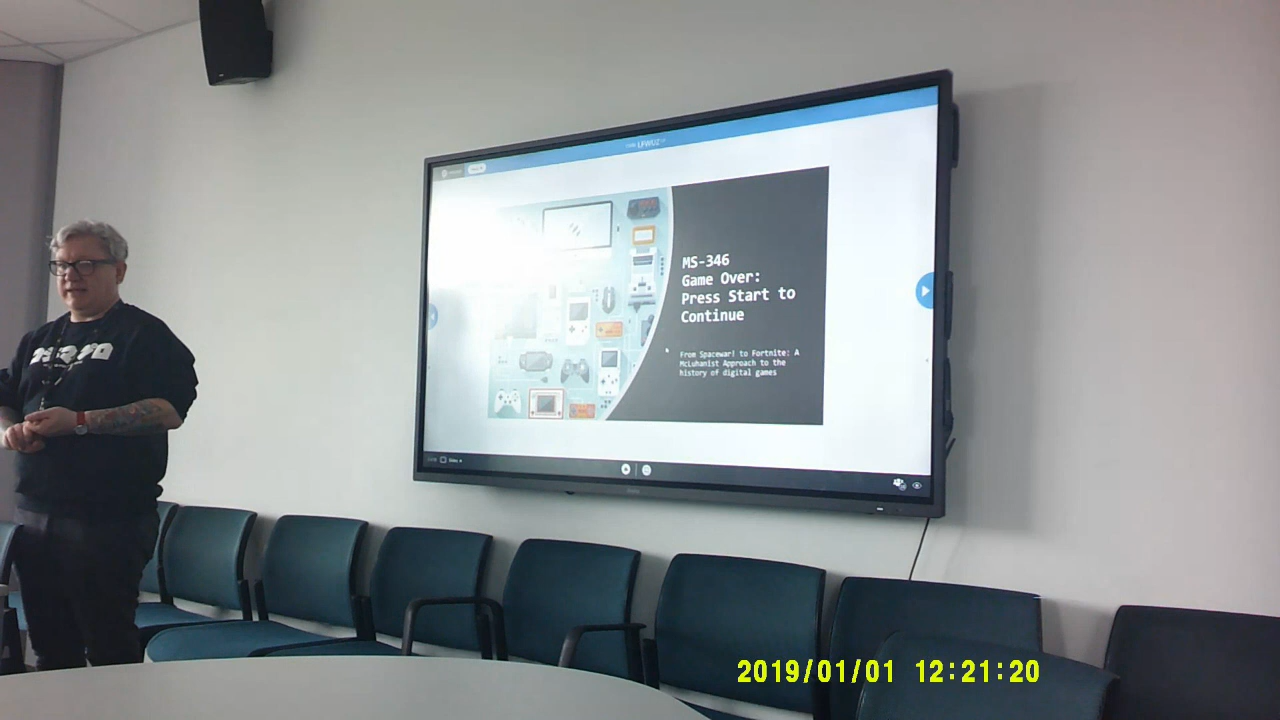 LFWUZ
MS-346
Game Over:
Press Start to
Continue
From Spacewar! to Fortnite: A
McLuhanist Approach to the
history of digital games
2019/01/01 12:21:20